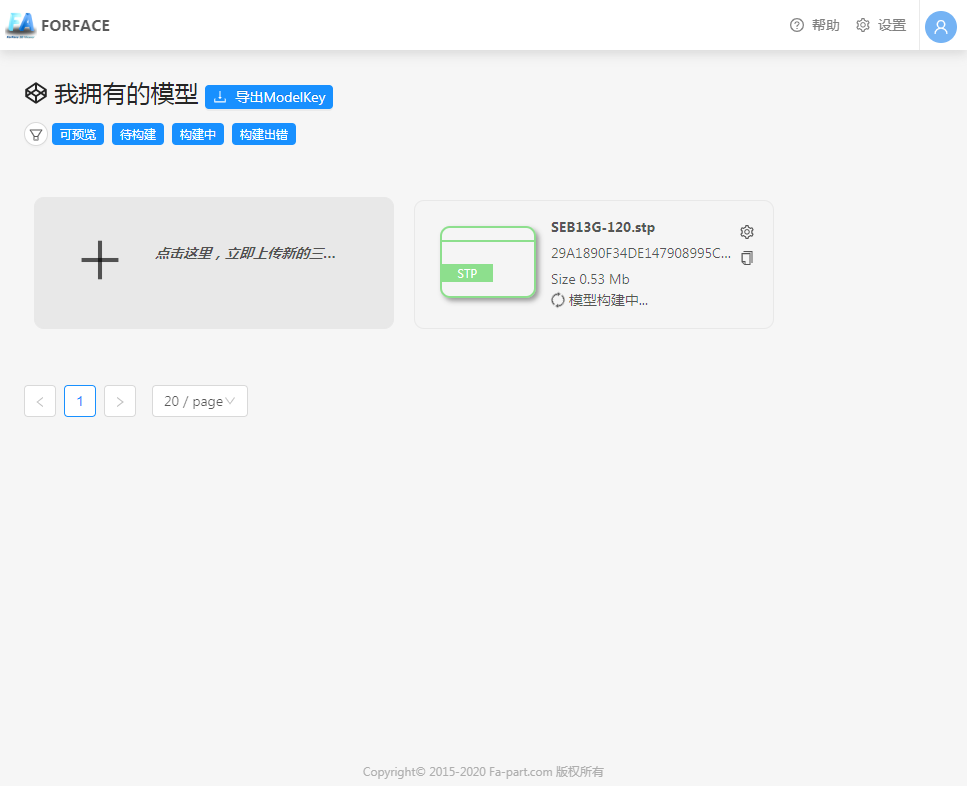 FORFACE
帮助
设置
我拥有的模型
导出ModelKey
可预览
待构建
构建中
构建出错
点击这里，立即上传新的三...
STP
SEB13G-120.stp
29A1890F34DE147908995C...
Size 0.53 Mb
模型构建中...
1
20 / page
Copyright© 2015-2020 Fa-part.com 版权所有